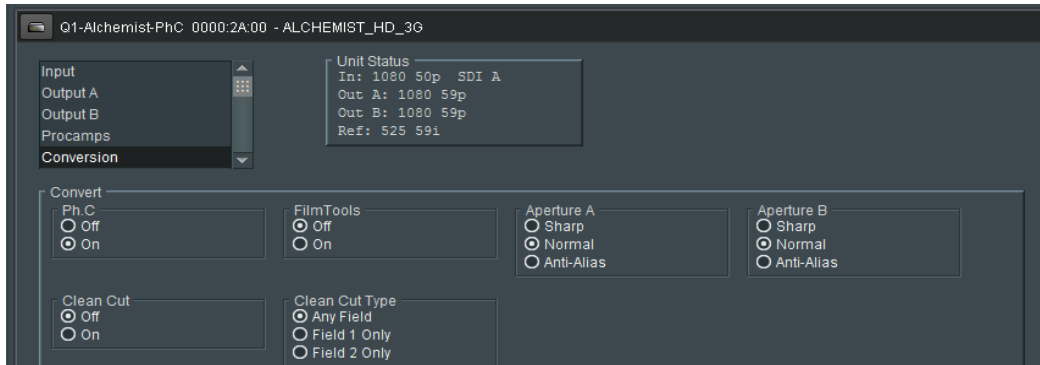 Q1-Alchemist-PhC 0000:2A:00 - ALCHEMIST_HD_3G
Input
Output A
Output B
Procamps
Conversion
Unit Status
In: 1080 50p SDI A
Out A: 1080 59p
Out B: 1080 59p
Ref: 525 59i
Convert
Ph.C
Off
On
FilmTools
Off
On
Aperture A
Sharp
Normal
Anti-Alias
Aperture B
Sharp
Normal
Anti-Alias
Clean Cut
Off
On
Clean Cut Type
Any Field
Field 1 Only
Field 2 Only